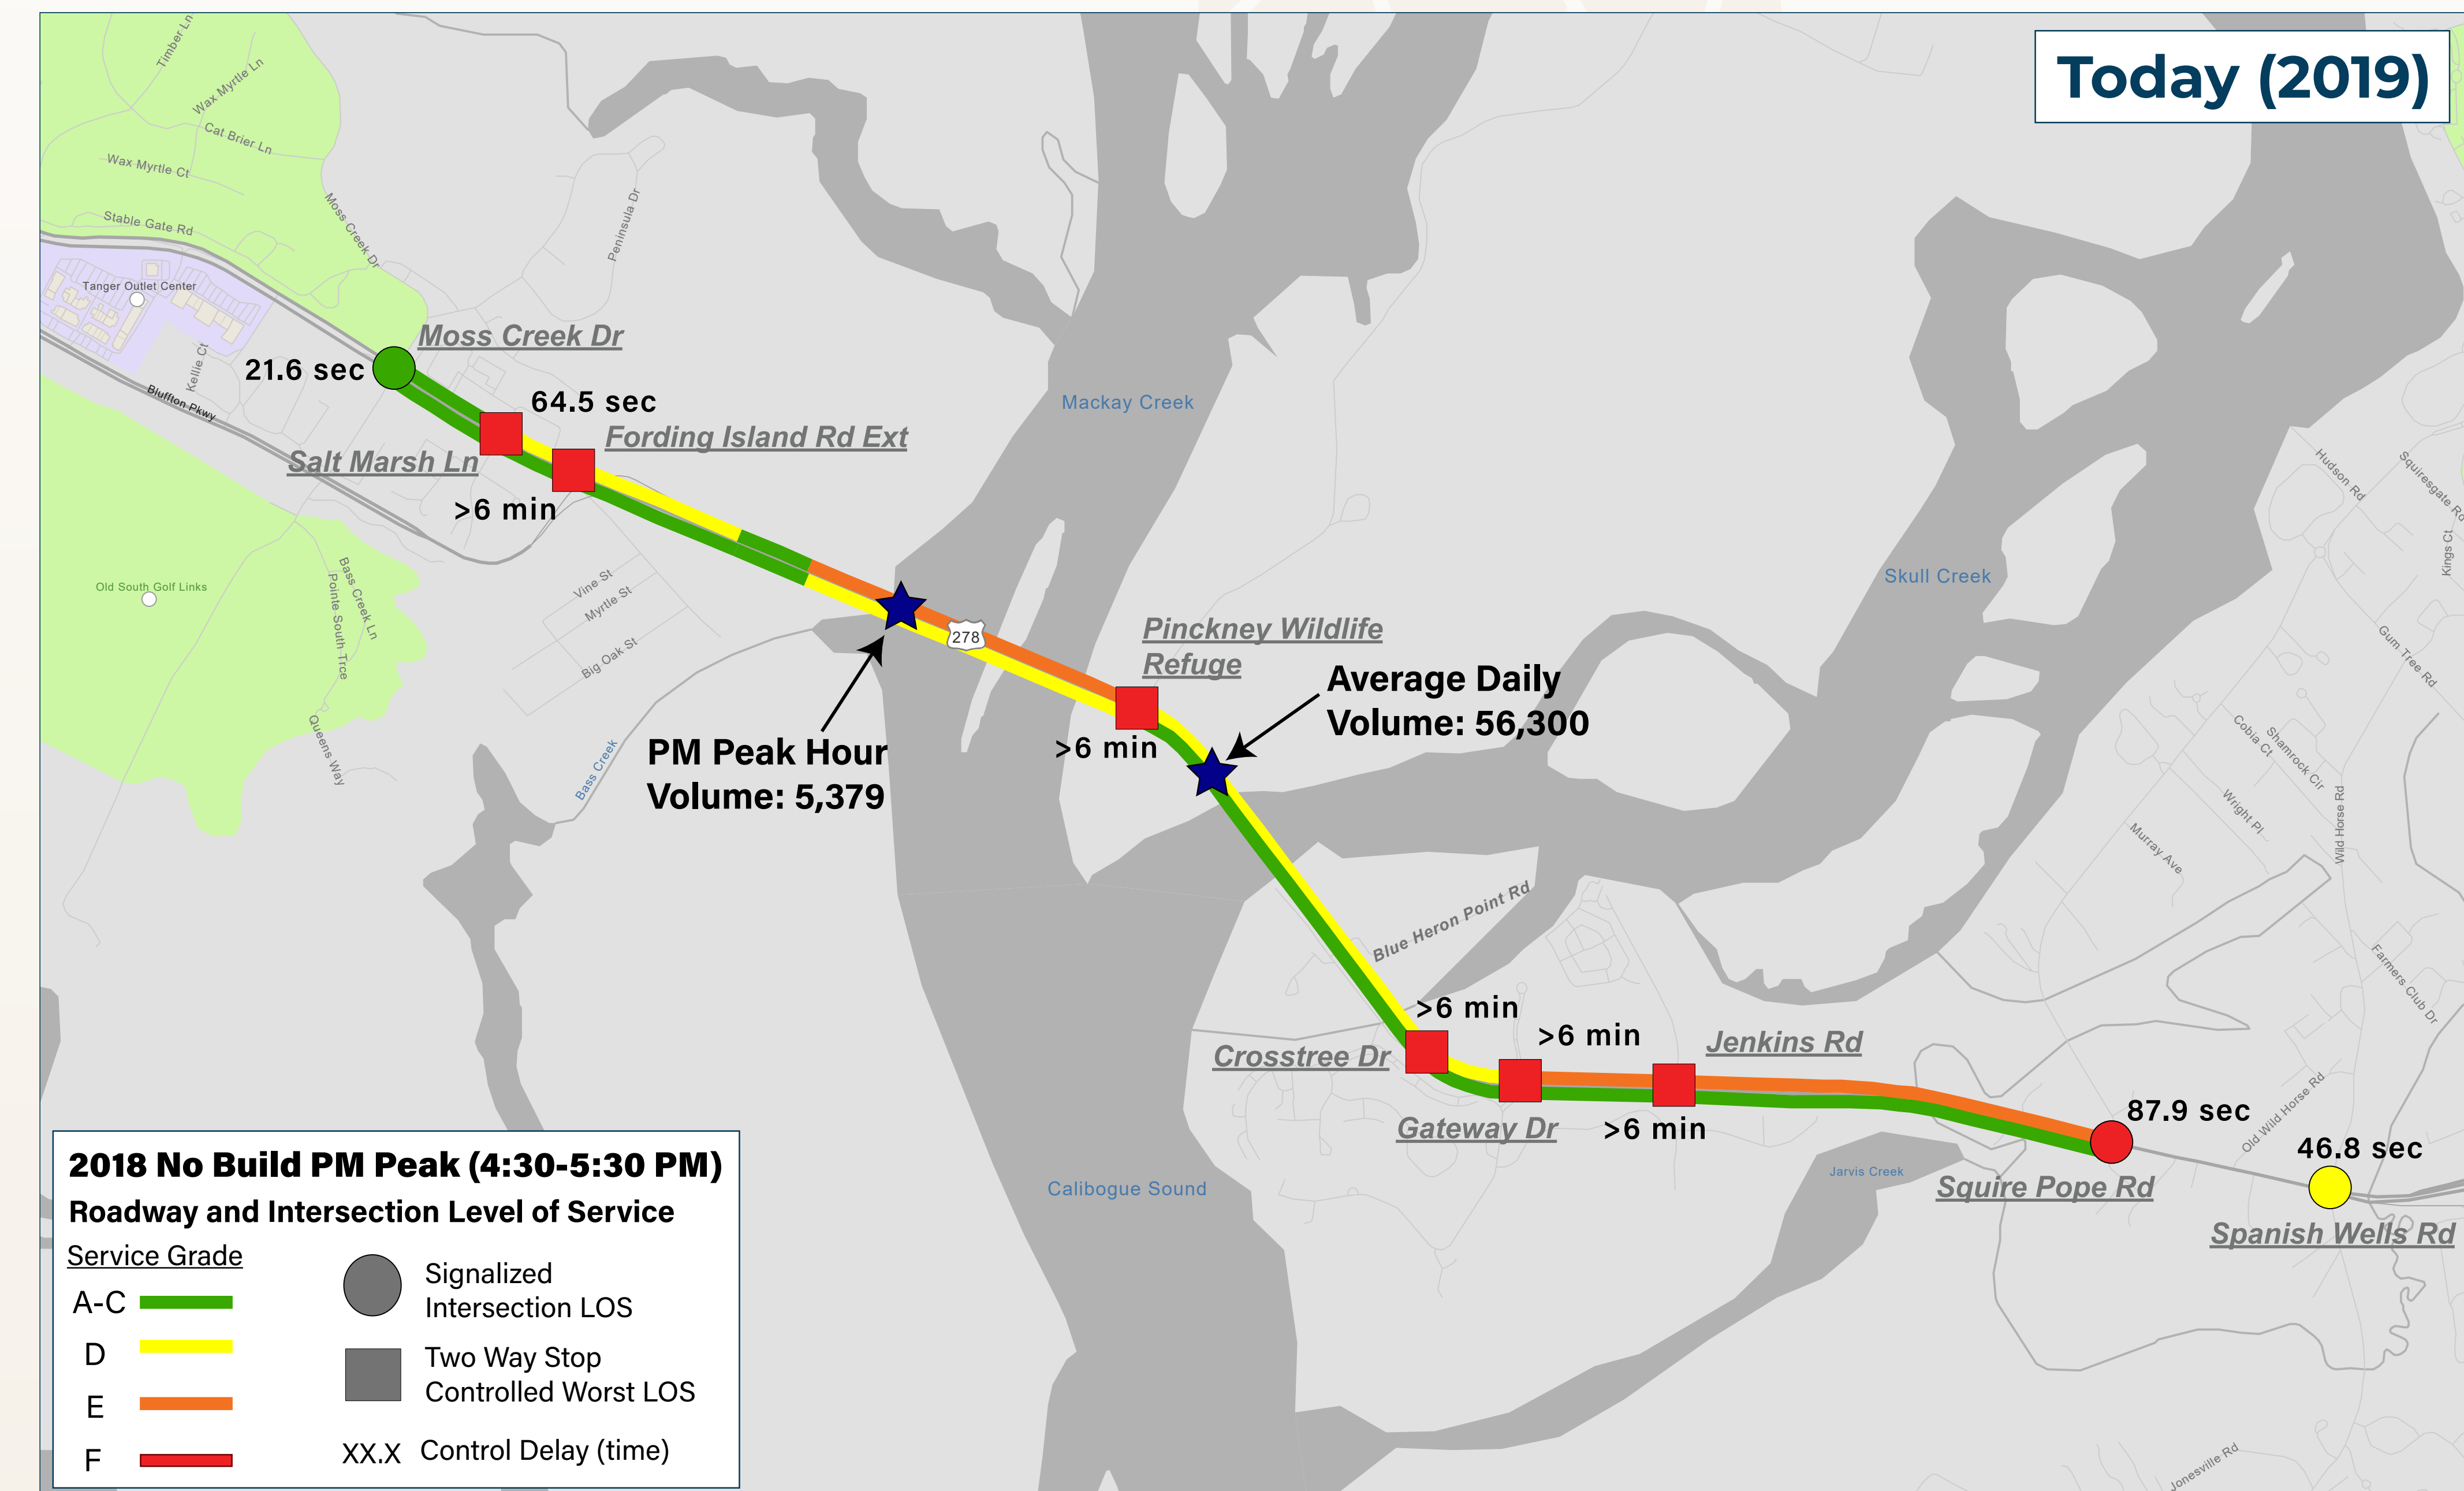 Today (2019)
Timber Ln
Wax Myrtle Ln
Cat Brier Ln
Wax Myrtle Ct
Stable Gate Rd
Moss Creek Dr
Peninsula Dr
Tanger Outlet Center
Kellie Ct
Bluffton Pkwy
Moss Creek Dr
21.6 sec
64.5 sec
Fording Island Rd Ext
Salt Marsh Ln
>6 min
Mackay Creek
Old South Golf Links
Bass Creek Ln
Pointe South Trce
Queens Way
Vine St
Myrtle St
Big Oak St
Bass Creek
278
PM Peak Hour
Volume: 5,379
Pinckney Wildlife
Refuge
>6 min
Average Daily
Volume: 56,300
Skull Creek
Hudson Rd
Squiresgate Rd
Kings Ct
Gum Tree Rd
Cobia Ct
Shamrock Cir
Wright Pl
Murray Ave
Wild Horse Rd
Farmers Club Dr
Blue Heron Point Rd
>6 min
Crosstree Dr
>6 min
Gateway Dr
Jenkins Rd
>6 min
Calibogue Sound
Jarvis Creek
Old Wild Horse Rd
87.9 sec
Squire Pope Rd
46.8 sec
Spanish Wells Rd
Jonesville Rd
2018 No Build PM Peak (4:30-5:30 PM)
Roadway and Intersection Level of Service
Service Grade
A-C
D
E
F
Signalized
Intersection LOS
Two Way Stop
Controlled Worst LOS
XX.X Control Delay (time)